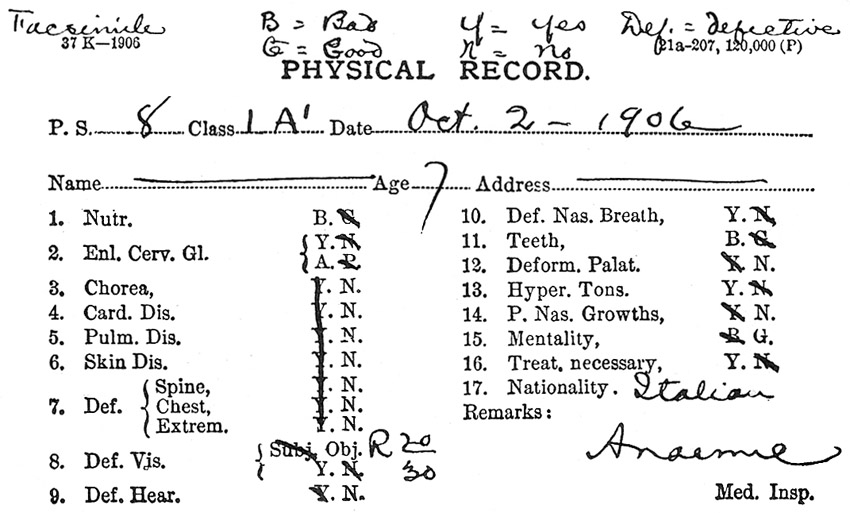 Facsimile B = Bad Y = Yes Def. = defective
37 K—1906 G = Good N = No (21a-207, 120,000 (P)
PHYSICAL RECORD.
P. S. 8 Class 1 A' Date Oct. 2 - 1906
Name Age 7 Address
1. Nutr. B. G.
2. Enl. Cerv. Gl. { Y. N.
A. P.
3. Chorea, Y. N.
4. Card. Dis. Y. N.
5. Pulm. Dis. Y. N.
6. Skin Dis. Y. N.
7. Def. { Spine, Y. N.
Chest, Y. N.
Extrem. Y. N.
8. Def. Vis. { Subj. Obj. R 20/30
Y. N.
9. Def. Hear. Y. N.
10. Def. Nas. Breath, Y. N.
11. Teeth, B. G.
12. Deform. Palat. Y. N.
13. Hyper. Tons. Y. N.
14. P. Nas. Growths, Y. N.
15. Mentality, B. G.
16. Treat. necessary, Y. N.
17. Nationality. Italian
Remarks:
Anaemic
Med. Insp.